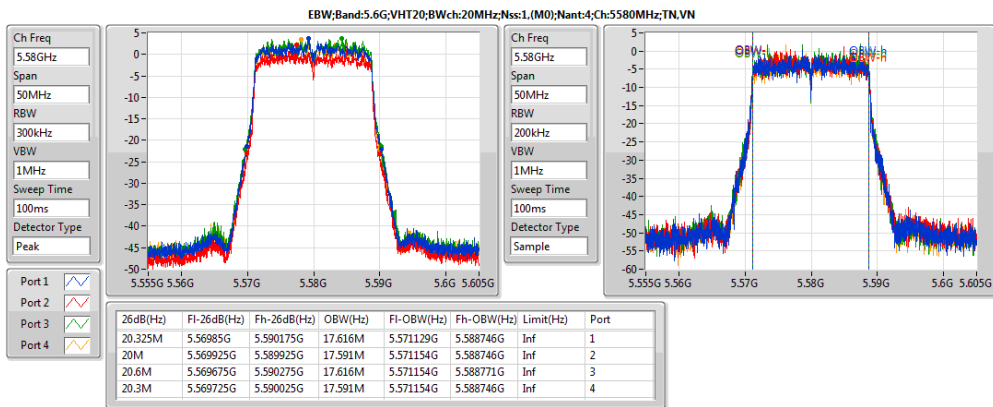 EBW;Band:5.6G;VHT20;BWch:20MHz;Nss:1,(M0);Nant:4;Ch:5580MHz;TN,VN
Ch Freq
5.58GHz
Span
50MHz
RBW
300kHz
VBW
1MHz
Sweep Time
100ms
Detector Type
Peak
5
0
-5
-10
-15
-20
-25
-30
-35
-40
-45
-50
5.555G 5.56G 5.57G 5.58G 5.59G 5.6G 5.605G
Ch Freq
5.58GHz
Span
50MHz
RBW
200kHz
VBW
1MHz
Sweep Time
100ms
Detector Type
Sample
5
0
-5
-10
-15
-20
-25
-30
-35
-40
-45
-50
-55
-60
OBW-l
OBW-h
5.555G 5.56G 5.57G 5.58G 5.59G 5.6G 5.605G
Port 1
Port 2
Port 3
Port 4
26dB(Hz) Fl-26dB(Hz) Fh-26dB(Hz) OBW(Hz) Fl-OBW(Hz) Fh-OBW(Hz) Limit(Hz) Port
20.325M 5.56985G 5.590175G 17.616M 5.571129G 5.588746G Inf 1
20M 5.569925G 5.589925G 17.591M 5.571154G 5.588746G Inf 2
20.6M 5.569675G 5.590275G 17.616M 5.571154G 5.588771G Inf 3
20.3M 5.569725G 5.590025G 17.591M 5.571154G 5.588746G Inf 4